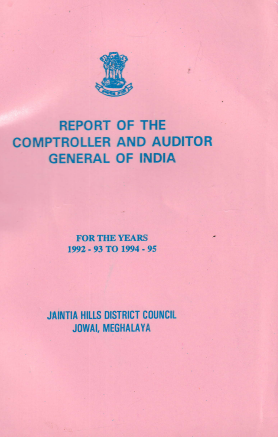 REPORT OF THE
COMPTROLLER AND AUDITOR
GENERAL OF INDIA
FOR THE YEARS
1992 - 93 TO 1994 - 95
JAINTIA HILLS DISTRICT COUNCIL
JOWAI, MEGHALAYA